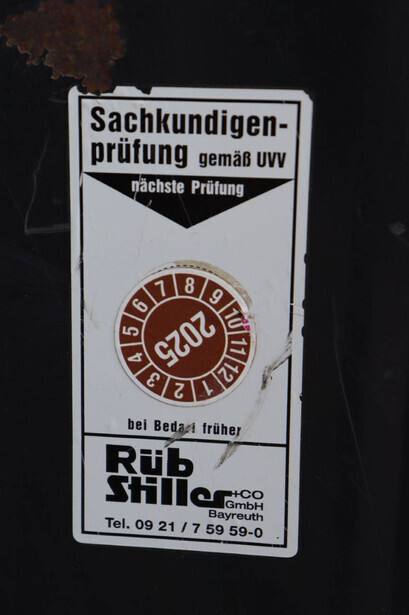 Sachkundigen-
prüfung gemäß UVV
nächste Prüfung
1 2 3 4 5 6 7 8 9 10 11 12
2025
bei Bedarf früher
Rüb
Stiller +CO
GmbH
Bayreuth
Tel. 09 21 / 7 59 59-0